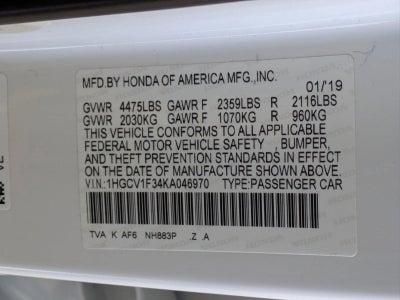 MFD.BY HONDA OF AMERICA MFG.,INC.
01/'19
GVWR 4475LBS GAWR F 2359LBS R 2116LBS
GVWR 2030KG GAWR F 1070KG R 960KG
THIS VEHICLE CONFORMS TO ALL APPLICABLE
FEDERAL MOTOR VEHICLE SAFETY , BUMPER,
AND THEFT PREVENTION STANDARDS IN EFFECT
ON THE DATE OF MANUFACTURE SHOWN ABOVE.
V.I.N:1HGCV1F34KA046970 TYPE:PASSENGER CAR
TVA K AF6 NH883P .Z .A